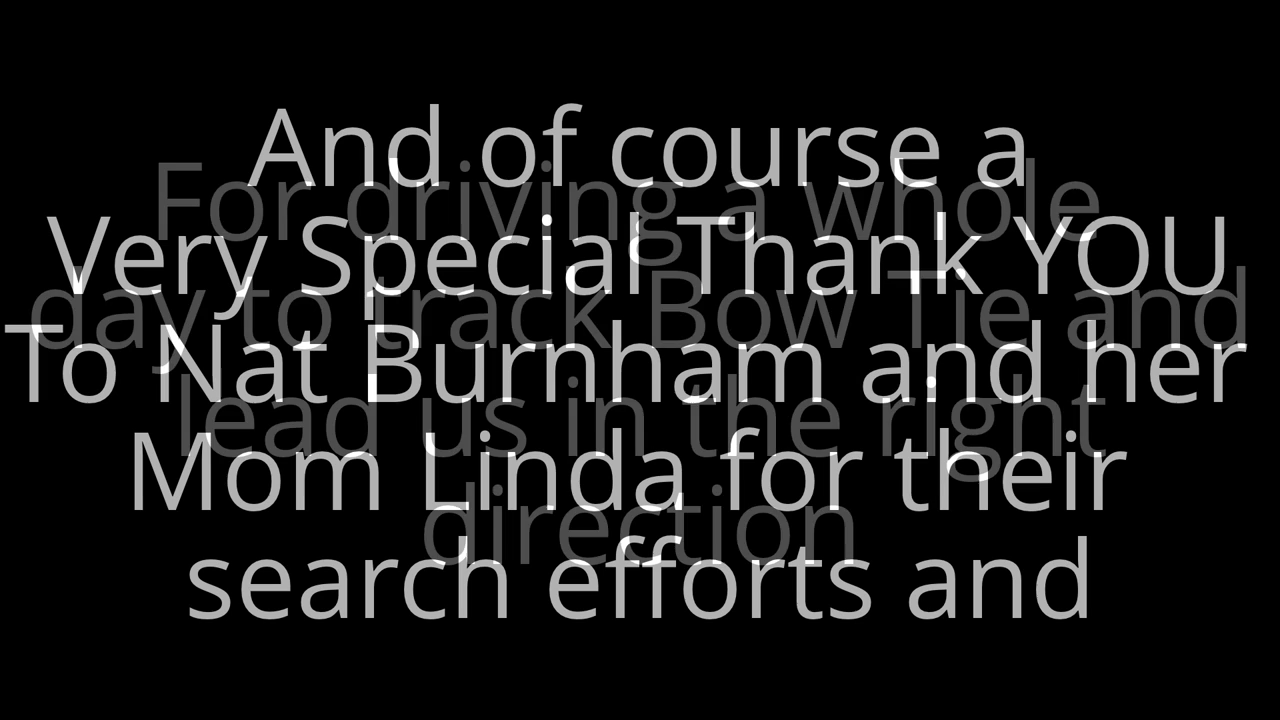 And of course a
Very Special Thank YOU
To Nat Burnham and her
Mom Linda for their
search efforts and
For driving a whole
day to track Bow Tie and
lead us in the right
direction